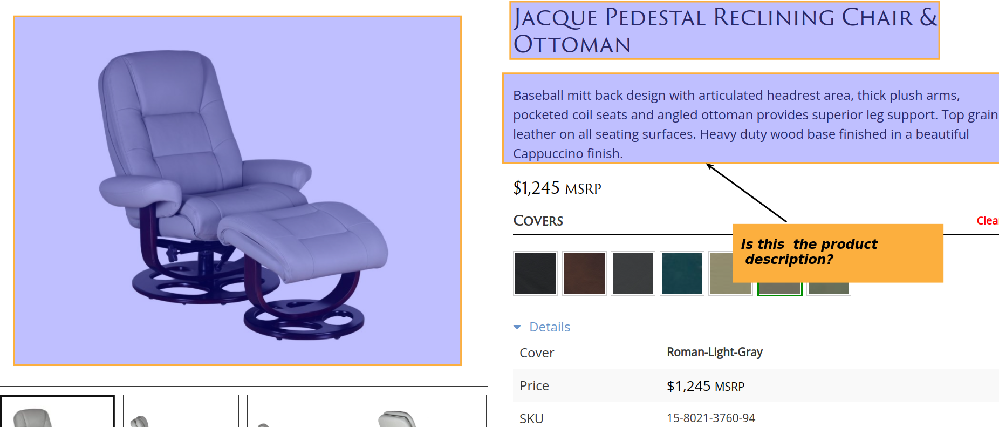 JACQUE PEDESTAL RECLINING CHAIR &
OTTOMAN
Baseball mitt back design with articulated headrest area, thick plush arms,
pocketed coil seats and angled ottoman provides superior leg support. Top grain
leather on all seating surfaces. Heavy duty wood base finished in a beautiful
Cappuccino finish.
$1,245 MSRP
COVERS
Is this the product
description?
Details
Cover Roman-Light-Gray
Price $1,245 MSRP
SKU 15-8021-3760-94